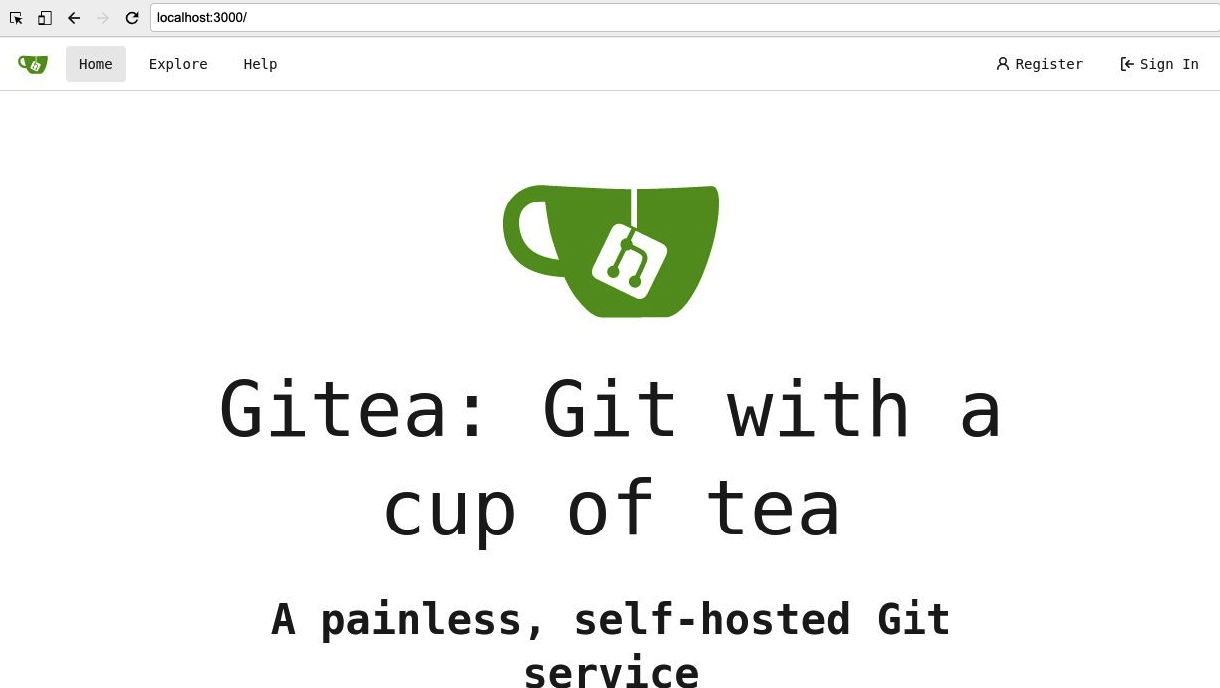 localhost:3000/
Home Explore Help Register Sign In
Gitea: Git with a
cup of tea
A painless, self-hosted Git
service